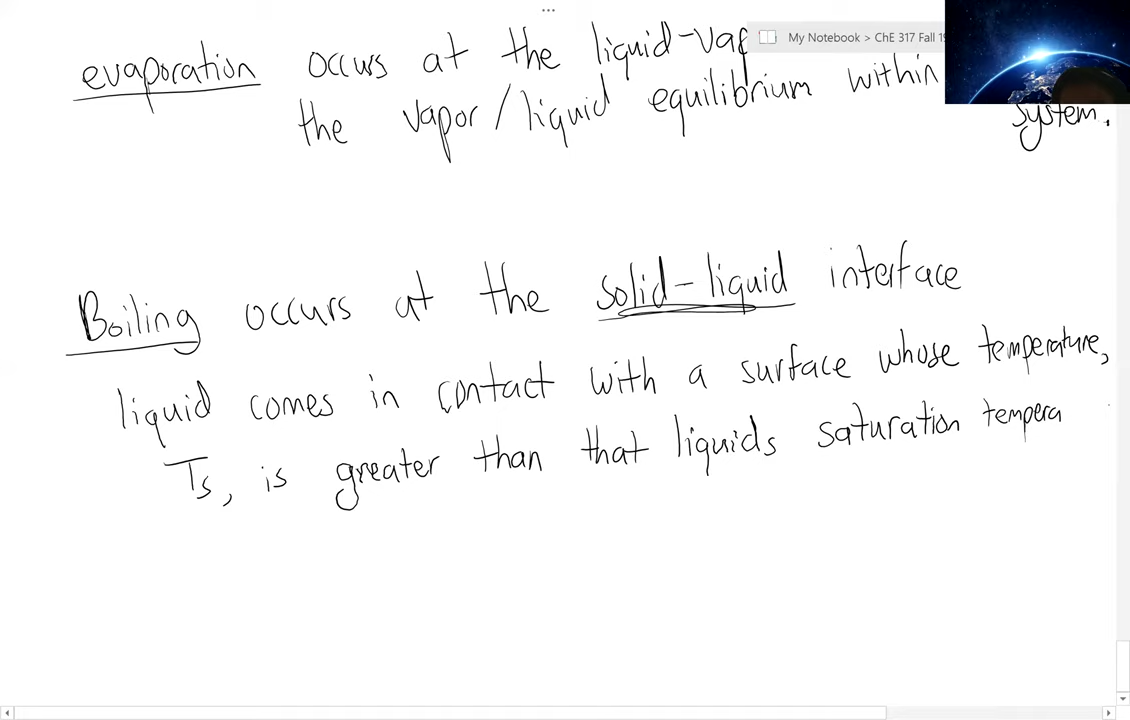 ...
My Notebook > ChE 317 Fall
evaporation occurs at the liquid-vap
the vapor/liquid equilibrium within
system.
Boiling occurs at the solid-liquid interface
liquid comes in contact with a surface whose temperature,
Ts, is greater than that liquids saturation tempera